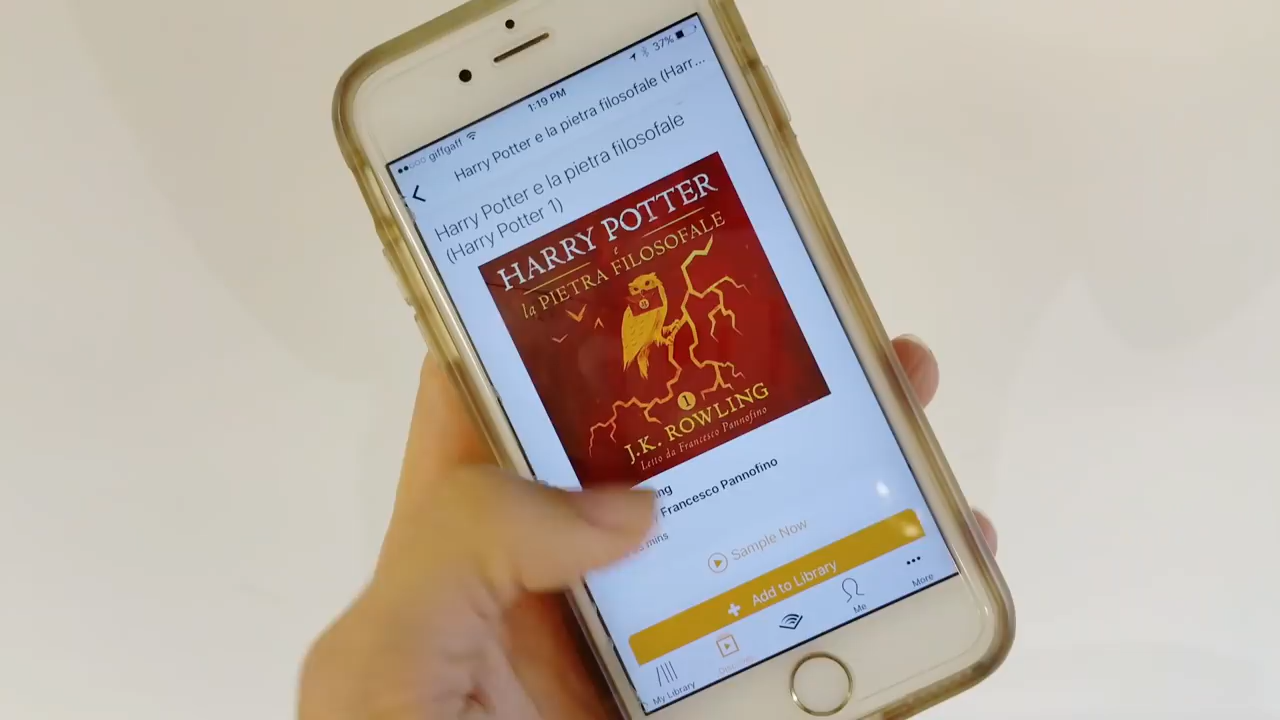 giffgaff
1:19 PM
37%
Harry Potter e la pietra filosofale (Harr...
Harry Potter e la pietra filosofale
(Harry Potter 1)
HARRY POTTER
e
la PIETRA FILOSOFALE
1
J.K. ROWLING
Letto da Francesco Pannofino
Francesco Pannofino
mins
Sample Now
+ Add to Library
My Library
Me
More